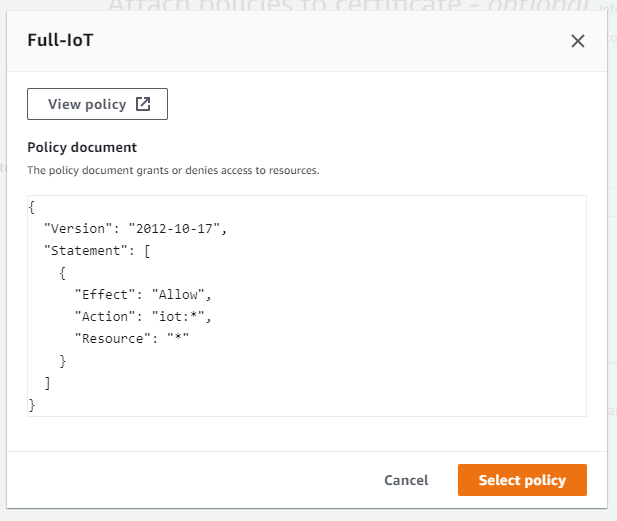 Attach policies to certificate - optional
Full-IoT
View policy
Policy document
The policy document grants or denies access to resources.
{
"Version": "2012-10-17",
"Statement": [
{
"Effect": "Allow",
"Action": "iot:*",
"Resource": "*"
}
]
}
Cancel
Select policy